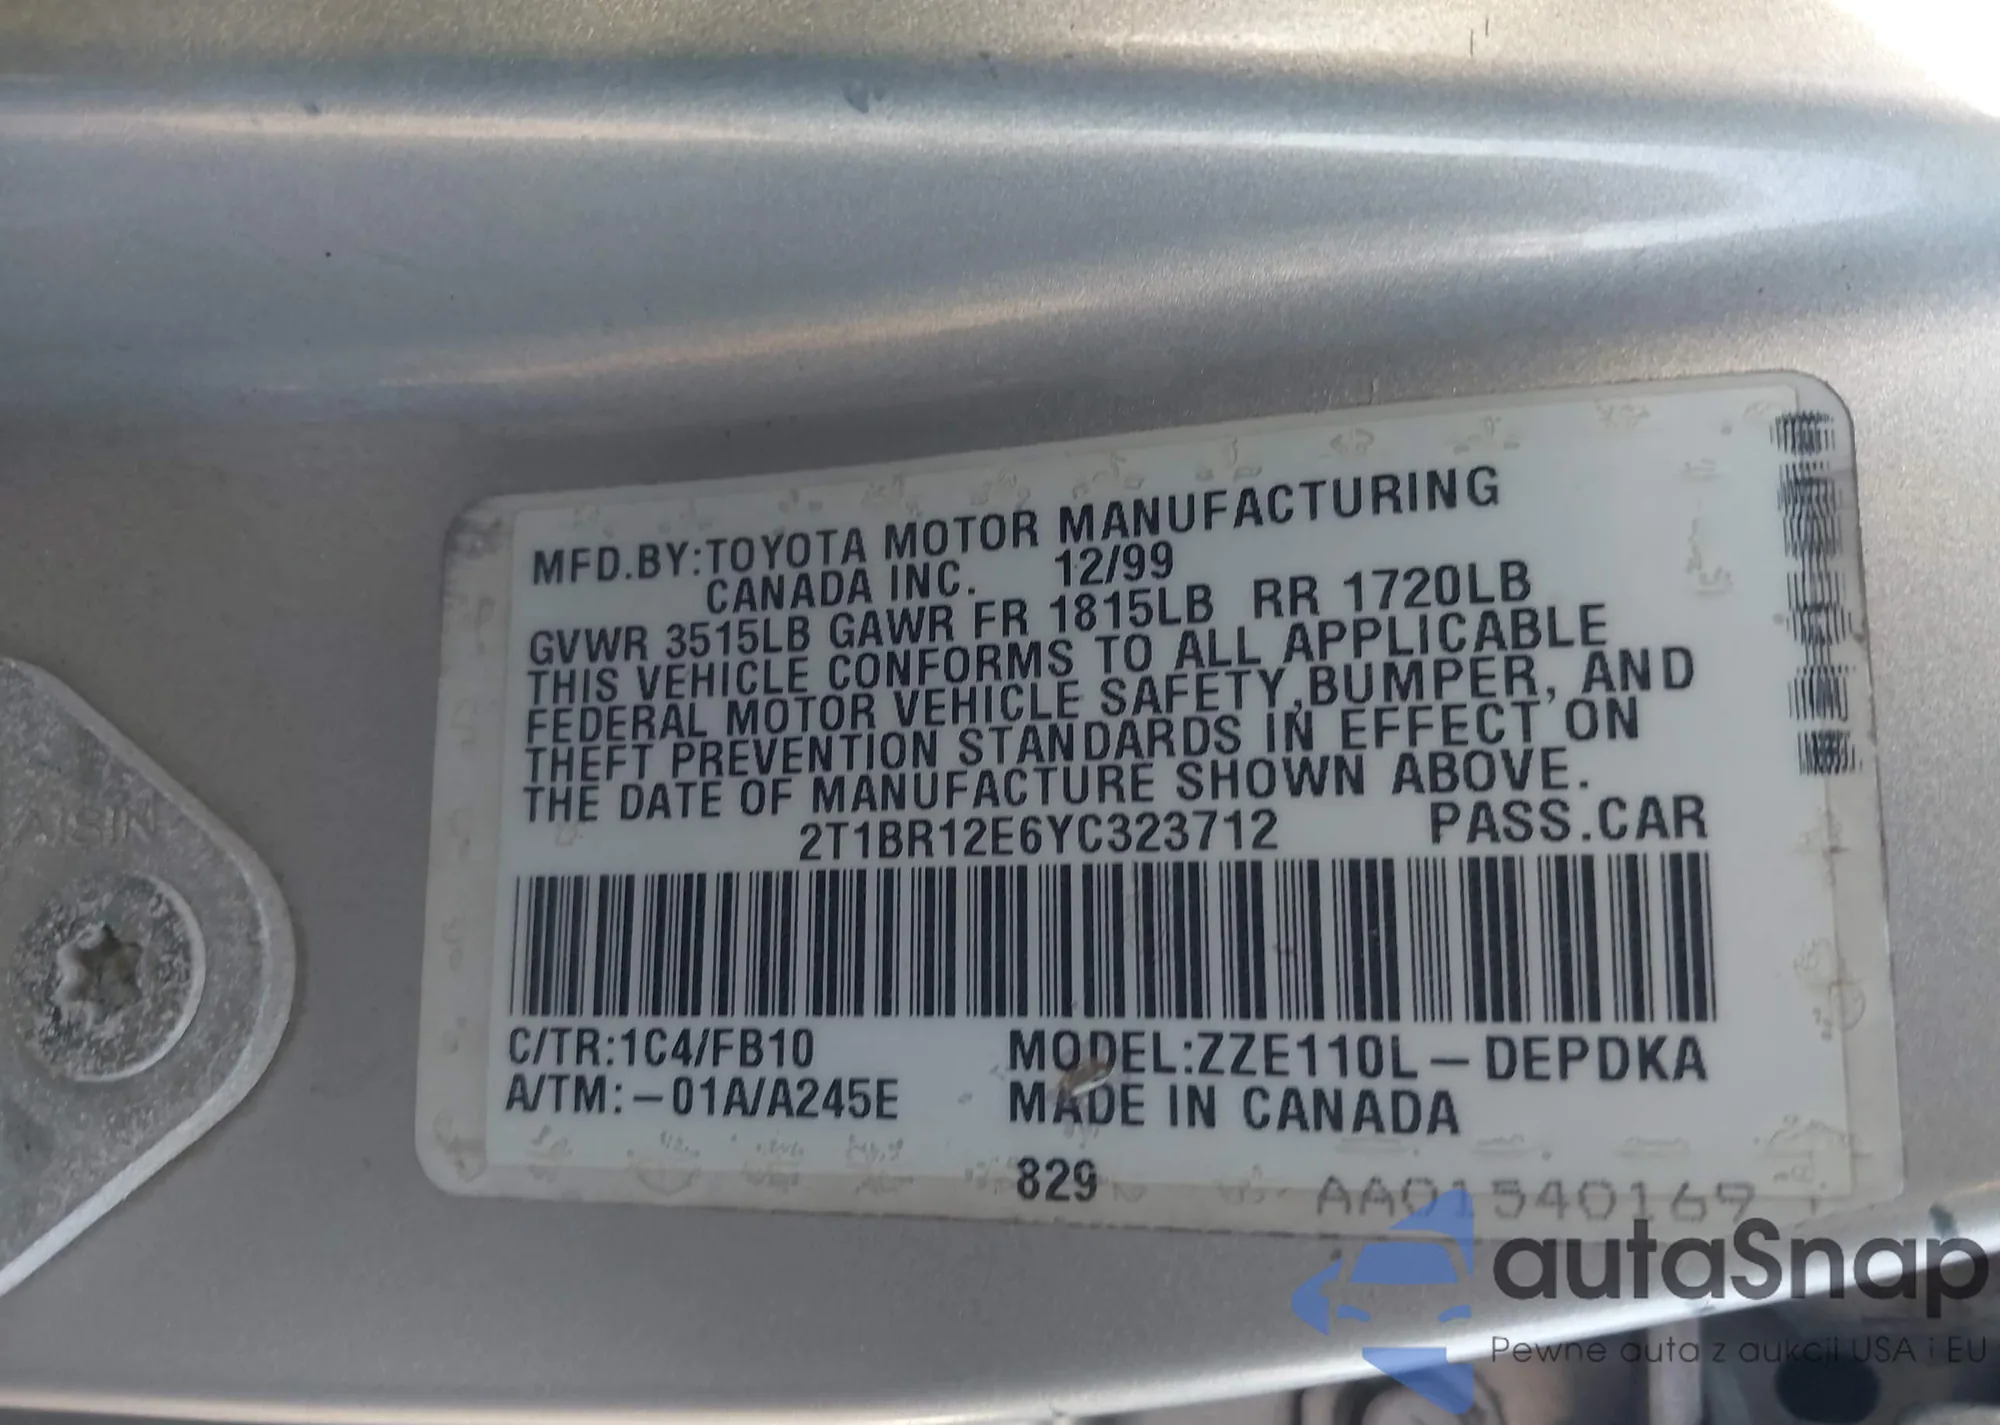 MFD.BY:TOYOTA MOTOR MANUFACTURING
CANADA INC. 12/99
GVWR 3515LB GAWR FR 1815LB RR 1720LB
THIS VEHICLE CONFORMS TO ALL APPLICABLE
FEDERAL MOTOR VEHICLE SAFETY,BUMPER, AND
THEFT PREVENTION STANDARDS IN EFFECT ON
THE DATE OF MANUFACTURE SHOWN ABOVE.
2T1BR12E6YC323712 PASS.CAR
C/TR:1C4/FB10 MODEL:ZZE110L–DEPDKA
A/TM:–01A/A245E MADE IN CANADA
829
AA01540169
AISIN
autaSnap
Pewne auta z aukcji USA i EU